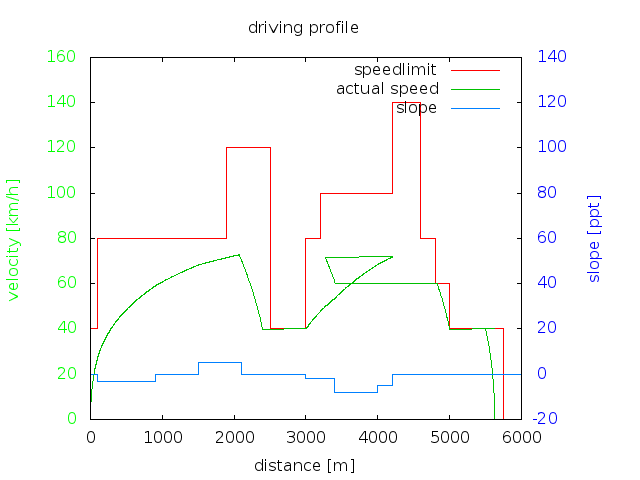 driving profile
speedlimit
actual speed
slope
velocity [km/h]
160
140
120
100
80
60
40
20
0
slope [ppt]
140
120
100
80
60
40
20
0
-20
0 1000 2000 3000 4000 5000 6000
distance [m]